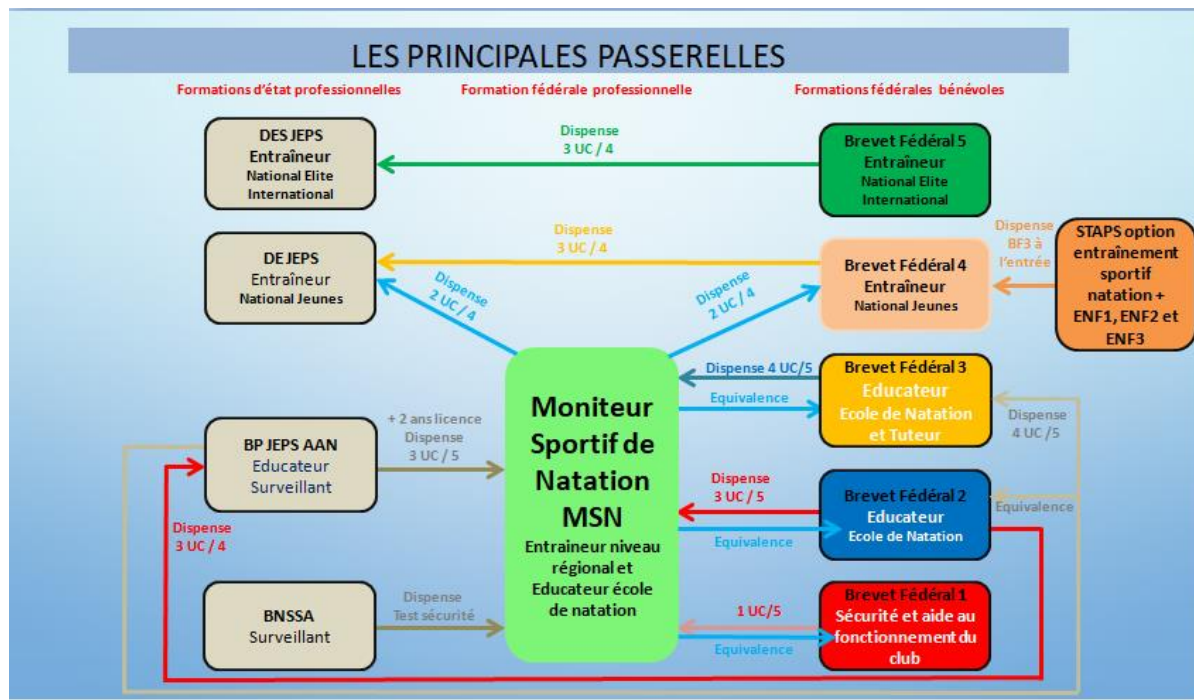 LES PRINCIPALES PASSERELLES
Formations d'état professionnelles
Formation fédérale professionnelle
Formations fédérales bénévoles
DES JEPS
Entraîneur
National Elite
International
Dispense
3 UC / 4
Brevet Fédéral 5
Entraîneur
National Elite
International
DE JEPS
Entraîneur
National Jeunes
Dispense
3 UC / 4
Brevet Fédéral 4
Entraîneur
National Jeunes
Dispense
BF3 à
l'entrée
STAPS option
entraînement
sportif
natation +
ENF1, ENF2 et
ENF3
Dispense
2 UC / 4
Dispense
2 UC / 4
Moniteur
Sportif de
Natation
MSN
Entraineur niveau
régional et
Educateur école
de natation
Dispense 4 UC/5
Equivalence
Brevet Fédéral 3
Educateur
Ecole de Natation
et Tuteur
Dispense
4 UC /5
BP JEPS AAN
Educateur
Surveillant
+ 2 ans licence
Dispense
3 UC / 5
Dispense
3 UC / 5
Equivalence
Brevet Fédéral 2
Educateur
Ecole de Natation
Equivalence
Dispense
3 UC / 4
BNSSA
Surveillant
Dispense
Test sécurité
1 UC/5
Equivalence
Brevet Fédéral 1
Sécurité et aide au
fonctionnement du
club